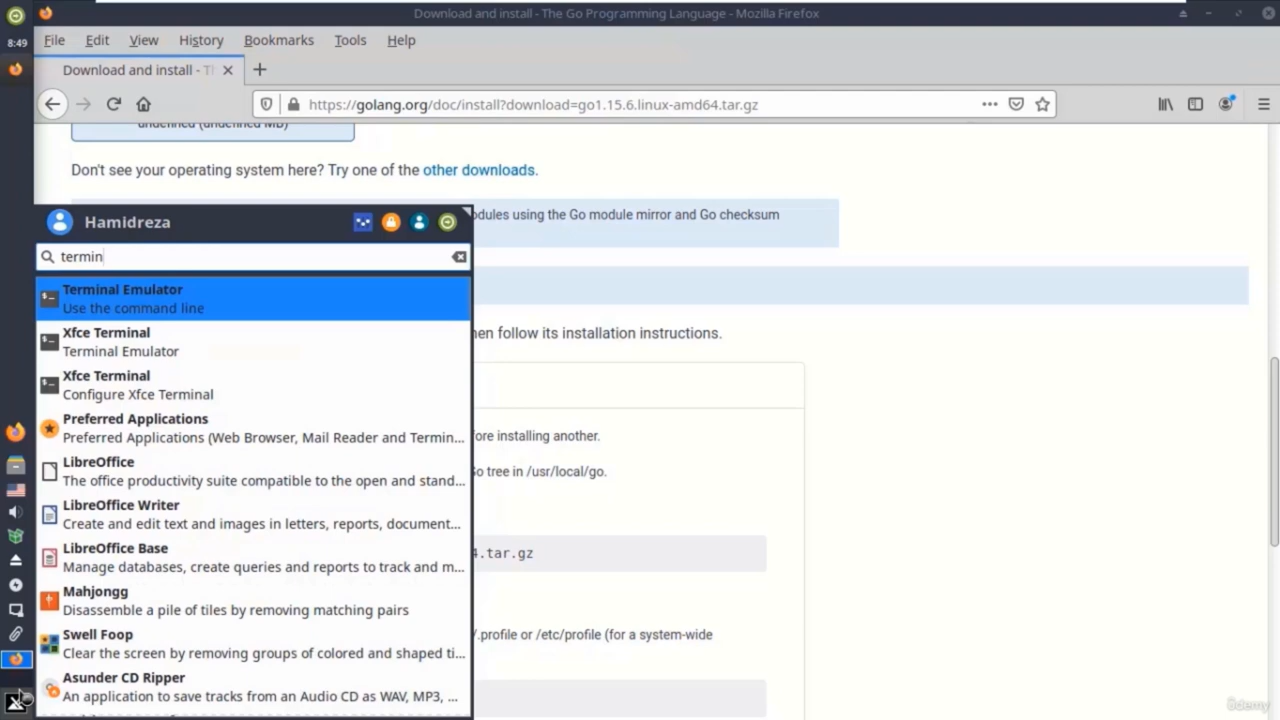 Download and install - The Go Programming Language - Mozilla Firefox
8:49
File Edit View History Bookmarks Tools Help
Download and install - Th
https://golang.org/doc/install?download=go1.15.6.linux-amd64.tar.gz
undefined (undefined MB)
Don't see your operating system here? Try one of the other downloads.
Hamidreza
odules using the Go module mirror and Go checksum
termin
Terminal Emulator
Use the command line
Xfce Terminal
Terminal Emulator
hen follow its installation instructions.
Xfce Terminal
Configure Xfce Terminal
Preferred Applications
Preferred Applications (Web Browser, Mail Reader and Termin...
fore installing another.
LibreOffice
The office productivity suite compatible to the open and stand...
Go tree in /usr/local/go.
LibreOffice Writer
Create and edit text and images in letters, reports, document...
LibreOffice Base
Manage databases, create queries and reports to track and m...
4.tar.gz
Mahjongg
Disassemble a pile of tiles by removing matching pairs
Swell Foop
Clear the screen by removing groups of colored and shaped ti...
/.profile or /etc/profile (for a system-wide
Asunder CD Ripper
An application to save tracks from an Audio CD as WAV, MP3, ...
ûdemy